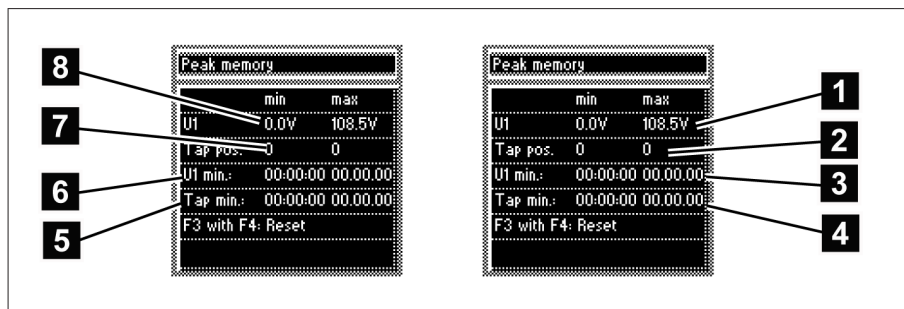 Peak memory
min max
U1 0.0V 108.5V
Tap pos. 0 0
U1 min.: 00:00:00 00.00.00
Tap min.: 00:00:00 00.00.00
F3 with F4: Reset
8
7
6
5
Peak memory
min max
U1 0.0V 108.5V
Tap pos. 0 0
U1 min.: 00:00:00 00.00.00
Tap min.: 00:00:00 00.00.00
F3 with F4: Reset
1
2
3
4